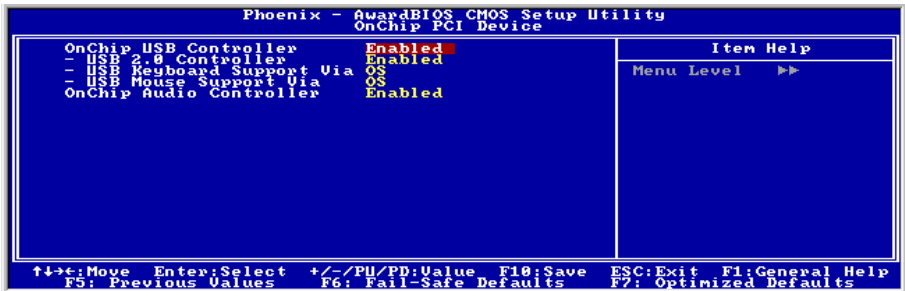 Phoenix - AwardBIOS CMOS Setup Utility
OnChip PCI Device
OnChip USB Controller Enabled
- USB 2.0 Controller Enabled
- USB Keyboard Support Via OS
- USB Mouse Support Via OS
OnChip Audio Controller Enabled
Item Help
Menu Level ▶▶
↑↓→←:Move Enter:Select +/-/PU/PD:Value F10:Save ESC:Exit F1:General Help
F5: Previous Values F6: Fail-Safe Defaults F7: Optimized Defaults